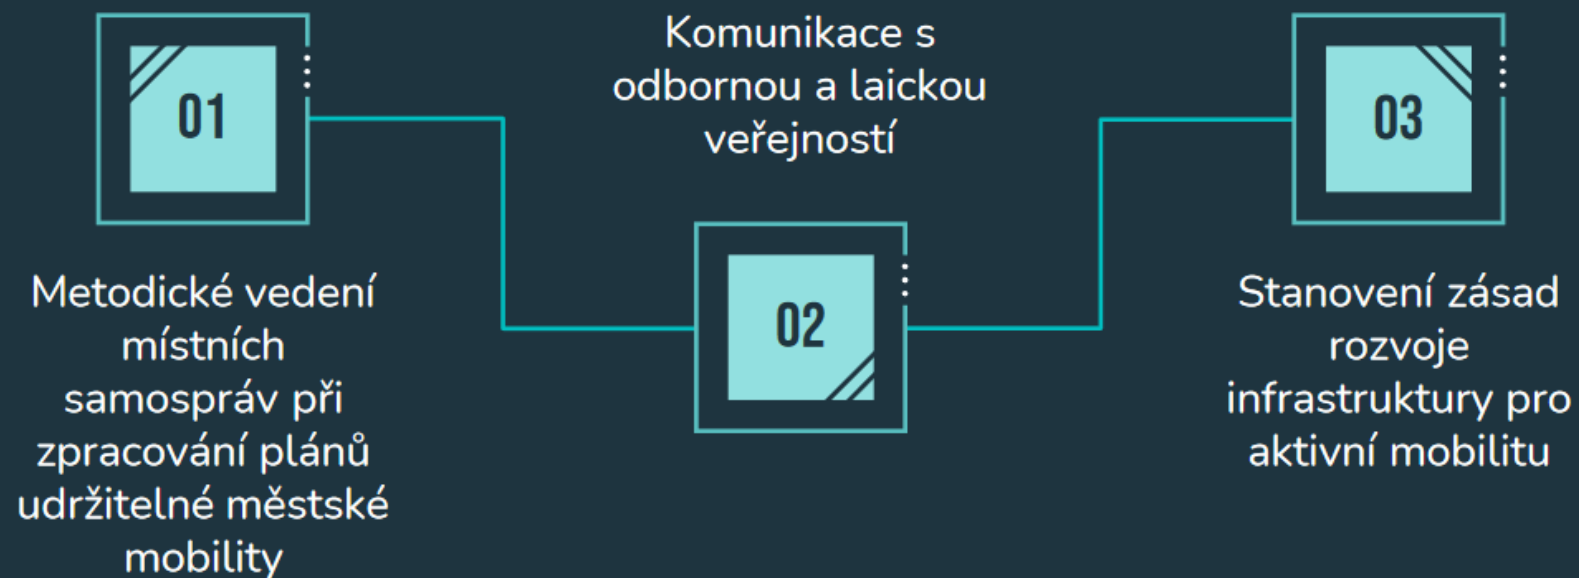 01
Metodické vedení
místních
samospráv při
zpracování plánů
udržitelné městské
mobility
Komunikace s
odbornou a laickou
veřejností
02
03
Stanovení zásad
rozvoje
infrastruktury pro
aktivní mobilitu